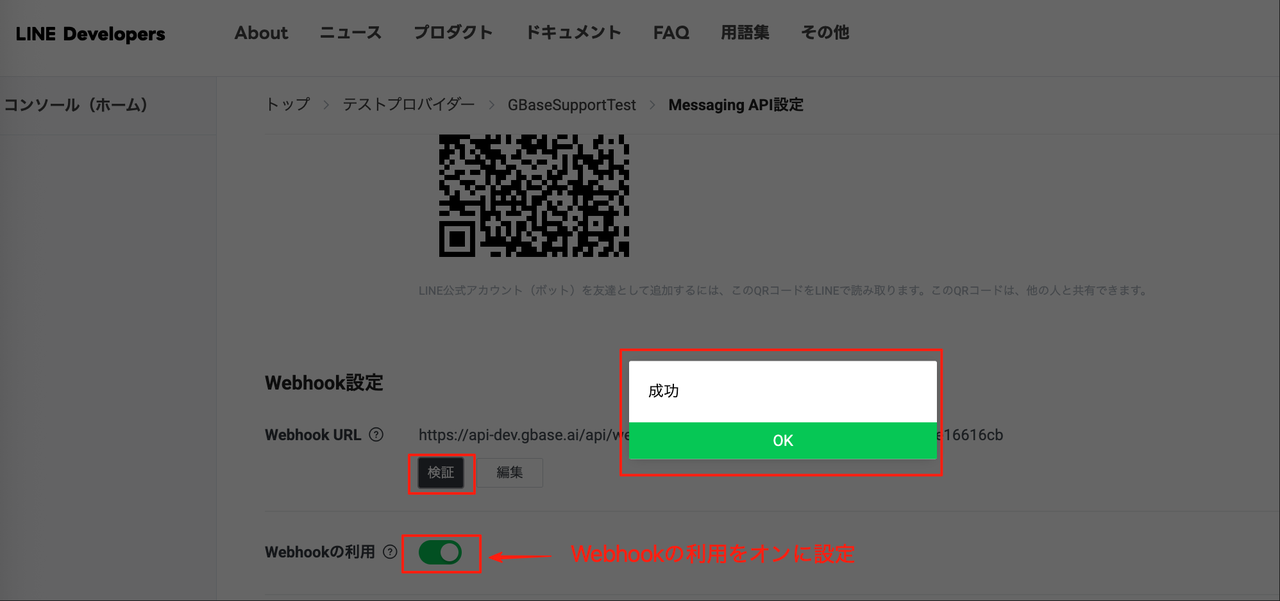 LINE Developers About ニュース プロダクト ドキュメント FAQ 用語集 その他
コンソール（ホーム）
トップ > テストプロバイダー > GBaseSupportTest > Messaging API設定
LINE公式アカウント（ボット）を友達として追加するには、このQRコードをLINEで読み取ります。このQRコードは、他の人と共有できます。
Webhook設定
成功
OK
Webhook URL ? https://api-dev.gbase.ai/api/we e16616cb
検証 編集
Webhookの利用 ? Webhookの利用をオンに設定